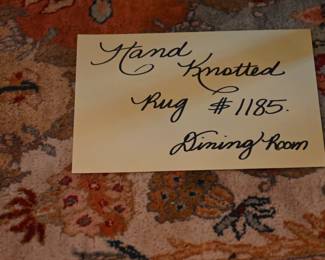 Hand
Knotted
Rug #1185.
Dining Room